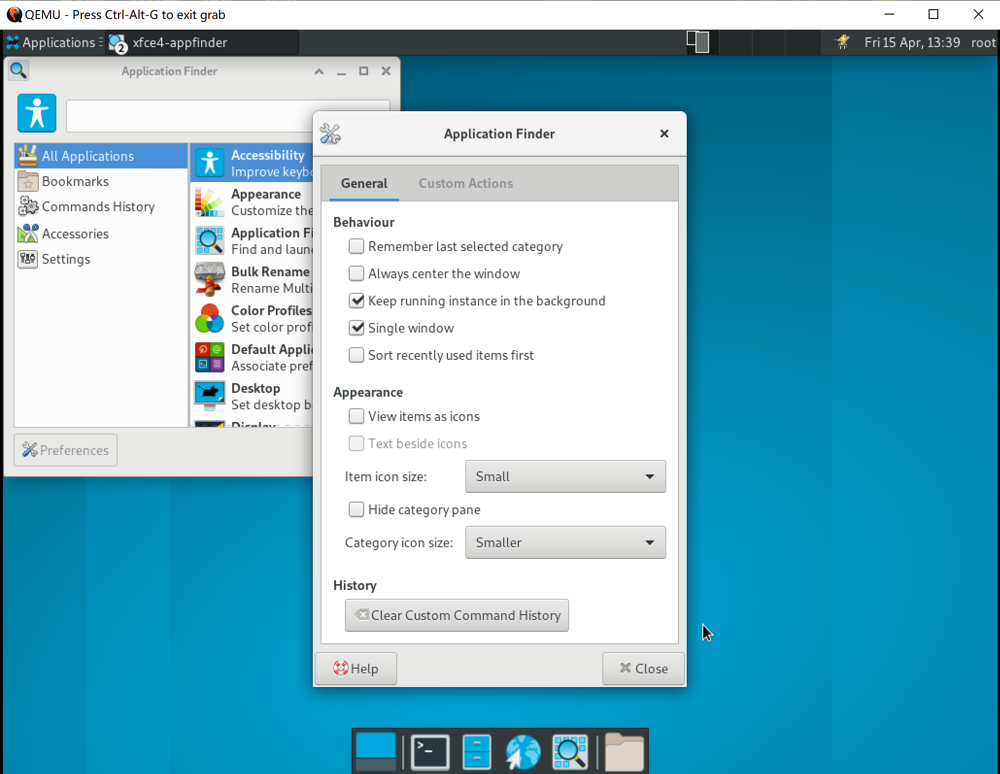 QEMU - Press Ctrl-Alt-G to exit grab
Applications
xfce4-appfinder
2
Fri 15 Apr, 13:39
root
Application Finder
All Applications
Bookmarks
Commands History
Accessories
Settings
Accessibility
Improve keybo
Appearance
Customize the
Application Fi
Find and laun
Bulk Rename
Rename Multi
Color Profiles
Set color prof
Default Appli
Associate pref
Desktop
Set desktop b
Display
Preferences
Application Finder
General
Custom Actions
Behaviour
Remember last selected category
Always center the window
Keep running instance in the background
Single window
Sort recently used items first
Appearance
View items as icons
Text beside icons
Item icon size:
Small
Hide category pane
Category icon size:
Smaller
History
Clear Custom Command History
Help
Close